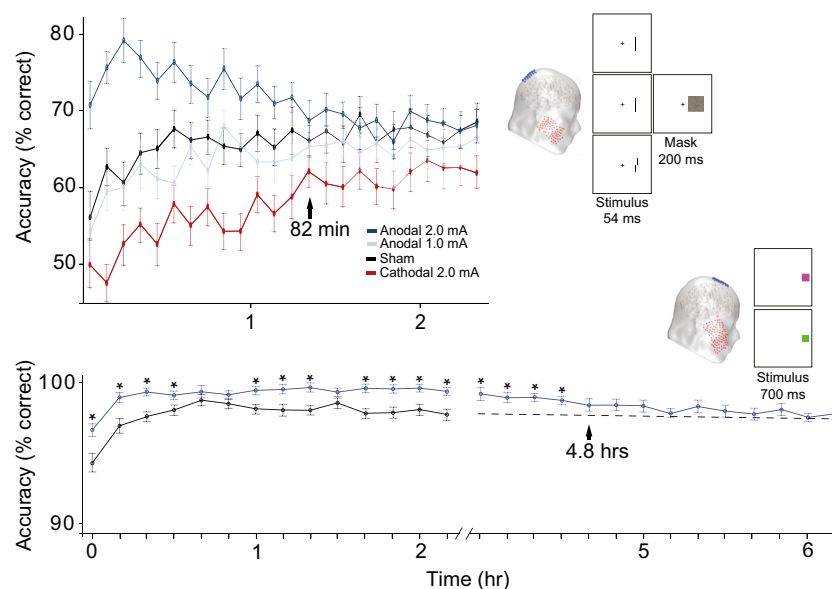 Accuracy (% correct)
80
70
60
50
1
2
82 min
Anodal 2.0 mA
Anodal 1.0 mA
Sham
Cathodal 2.0 mA
Mask
200 ms
Stimulus
54 ms
Stimulus
700 ms
Accuracy (% correct)
100
90
* * * * * * * * * * * * * *
4.8 hrs
0
1
2
5
6
Time (hr)